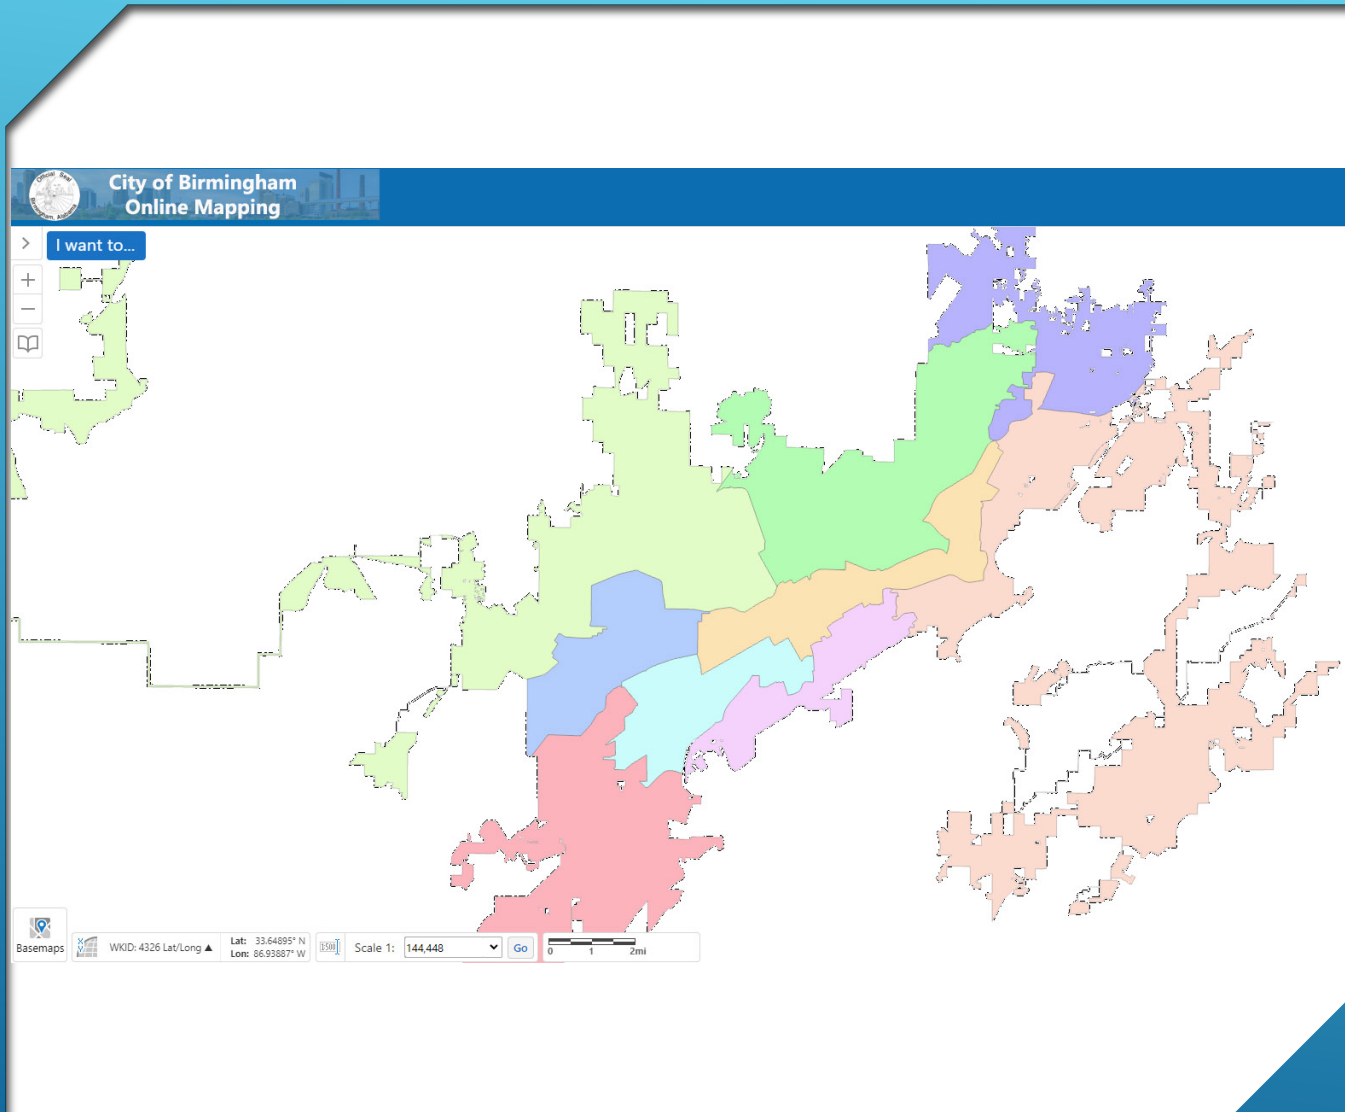 City of Birmingham
Online Mapping
I want to...
Basemaps
WKID: 4326 Lat/Long ▲
Lat: 33.64895° N
Lon: 86.93887° W
Scale 1: 144,448 Go
0 1 2mi